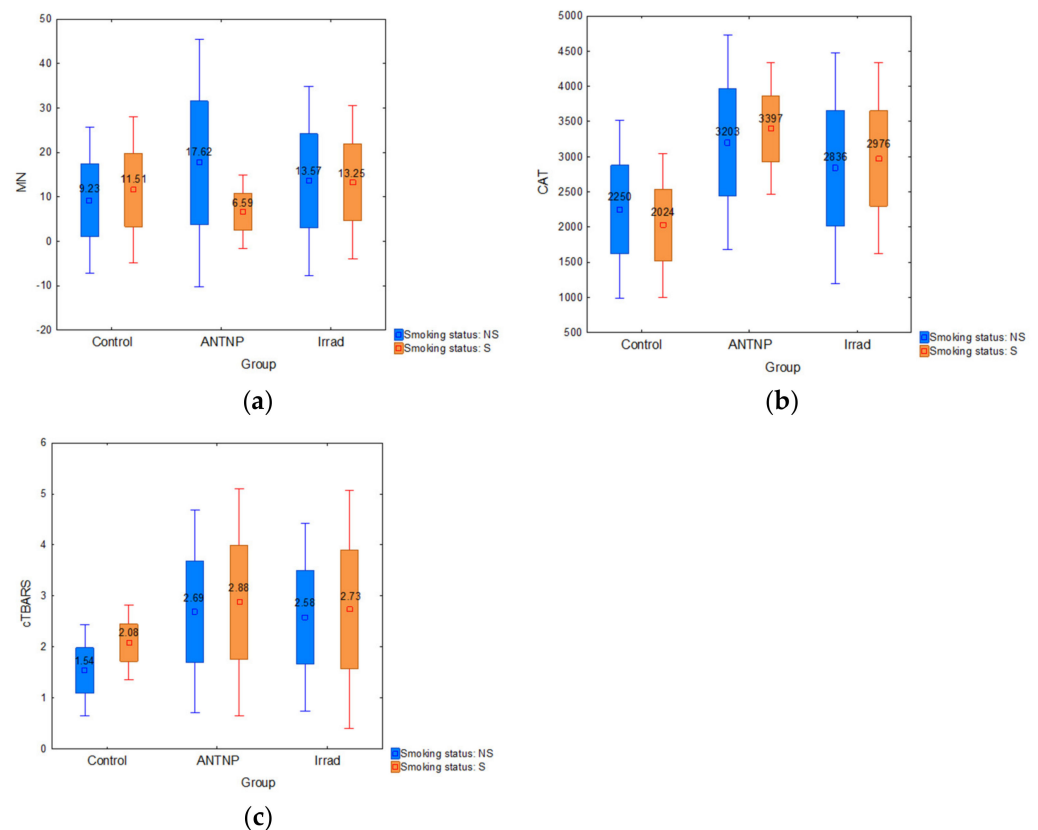 50
40
30
20
10
0
-10
-20
MN
9.23
11.51
17.62
6.59
13.57
13.25
Control
ANTNP
Irrad
Group
Smoking status: NS
Smoking status: S
(a)
5000
4500
4000
3500
3000
2500
2000
1500
1000
500
CAT
2250
2024
3203
3397
2836
2976
Control
ANTNP
Irrad
Group
Smoking status: NS
Smoking status: S
(b)
6
5
4
3
2
1
0
cTBARS
1.54
2.08
2.69
2.88
2.58
2.73
Control
ANTNP
Irrad
Group
Smoking status: NS
Smoking status: S
(c)